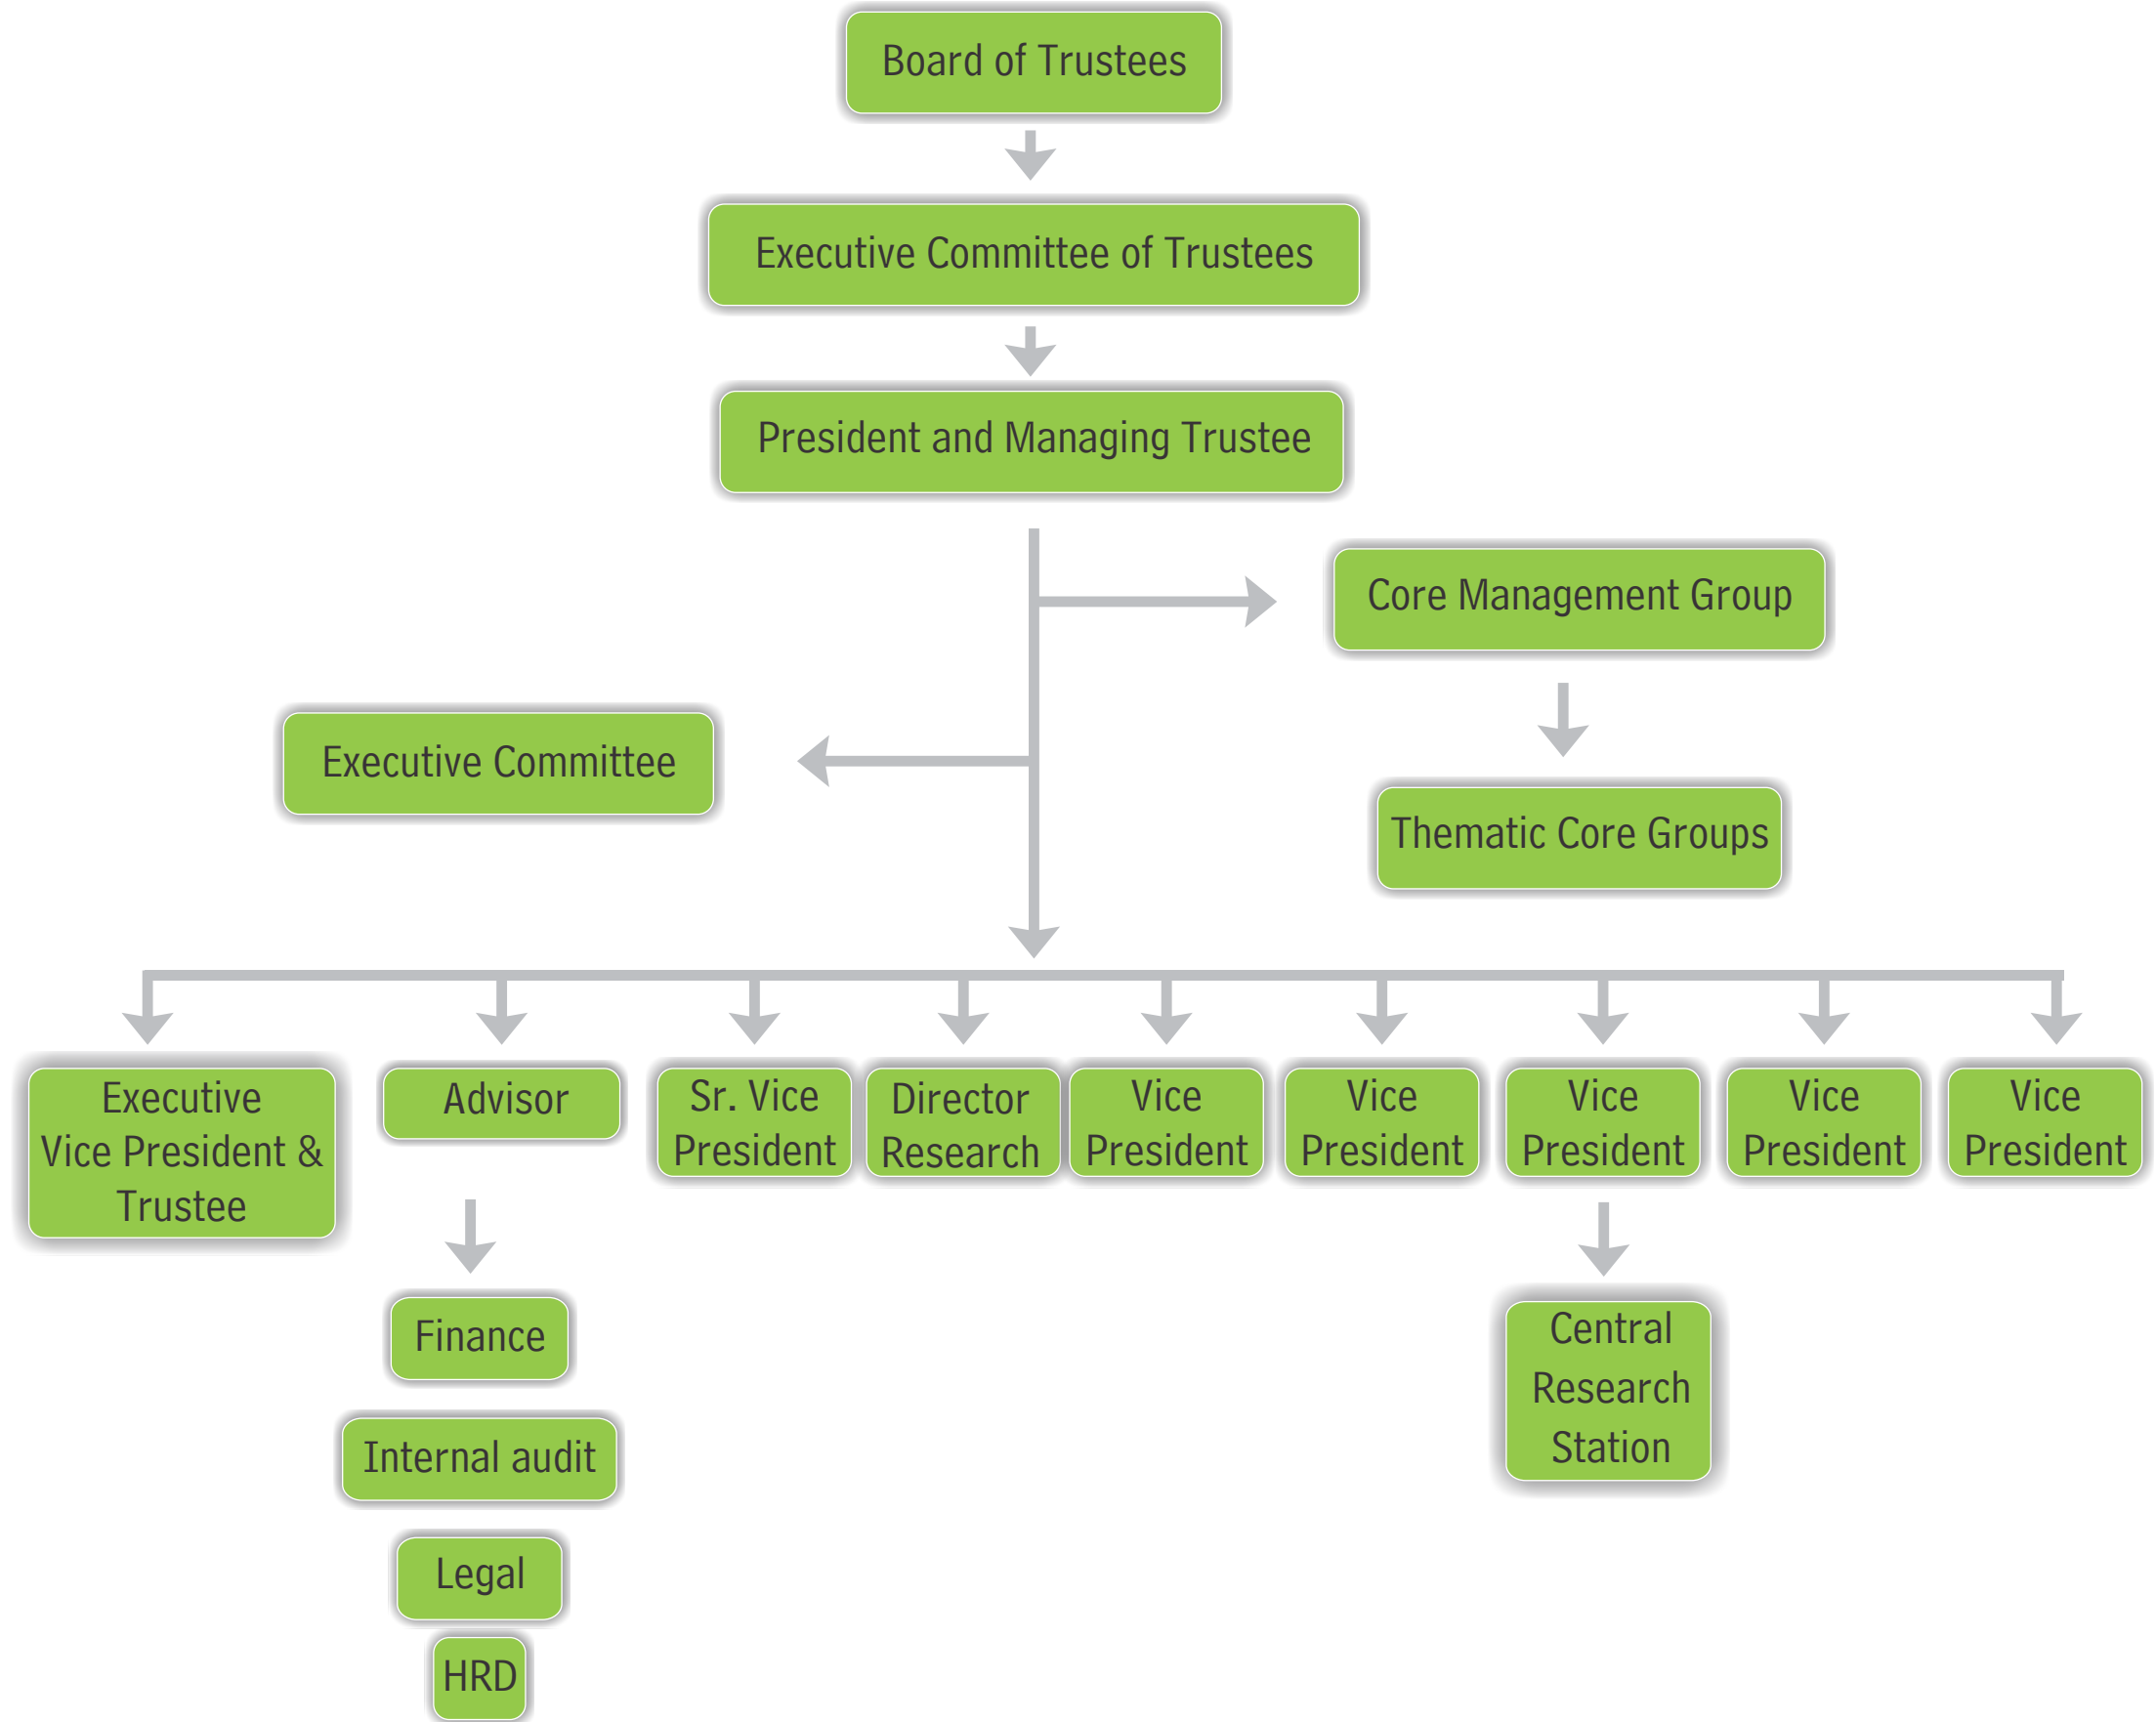 Board of Trustees
Executive Committee of Trustees
President and Managing Trustee
Core Management Group
Executive Committee
Thematic Core Groups
Executive
Vice President &
Trustee
Advisor
Sr. Vice
President
Director
Research
Vice
President
Vice
President
Vice
President
Vice
President
Vice
President
Finance
Internal audit
Legal
HRD
Central
Research
Station